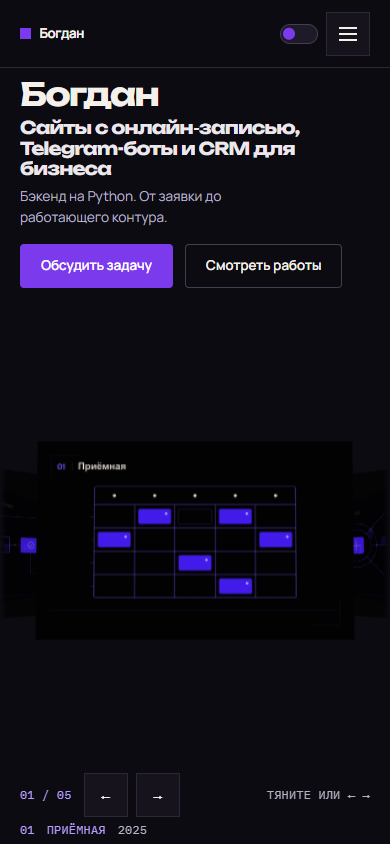 Богдан
Богдан
Сайты с онлайн-записью,
Telegram-боты и CRM для
бизнеса
Бэкенд на Python. От заявки до
работающего контура.
Обсудить задачу
Смотреть работы
01 Приёмная
01 / 05 ← → ТЯНИТЕ ИЛИ ← →
01 ПРИЁМНАЯ 2025